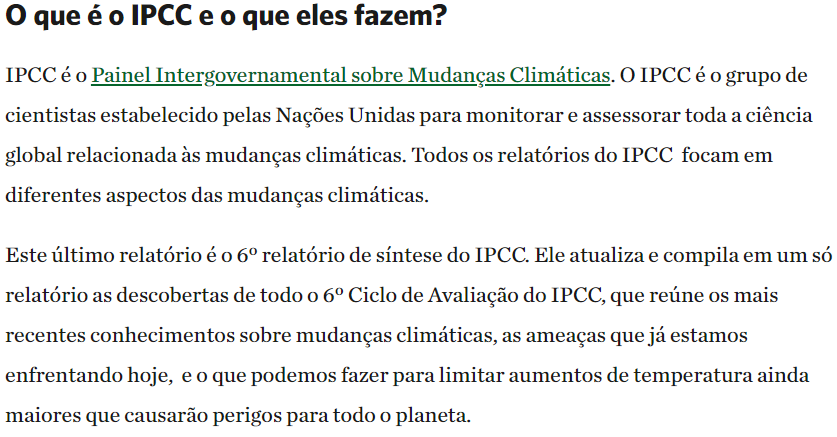 O que é o IPCC e o que eles fazem?
IPCC é o Painel Intergovernamental sobre Mudanças Climáticas. O IPCC é o grupo de
cientistas estabelecido pelas Nações Unidas para monitorar e assessorar toda a ciência
global relacionada às mudanças climáticas. Todos os relatórios do IPCC  focam em
diferentes aspectos das mudanças climáticas.
Este último relatório é o 6º relatório de síntese do IPCC. Ele atualiza e compila em um só
relatório as descobertas de todo o 6º Ciclo de Avaliação do IPCC, que reúne os mais
recentes conhecimentos sobre mudanças climáticas, as ameaças que já estamos
enfrentando hoje,  e o que podemos fazer para limitar aumentos de temperatura ainda
maiores que causarão perigos para todo o planeta.